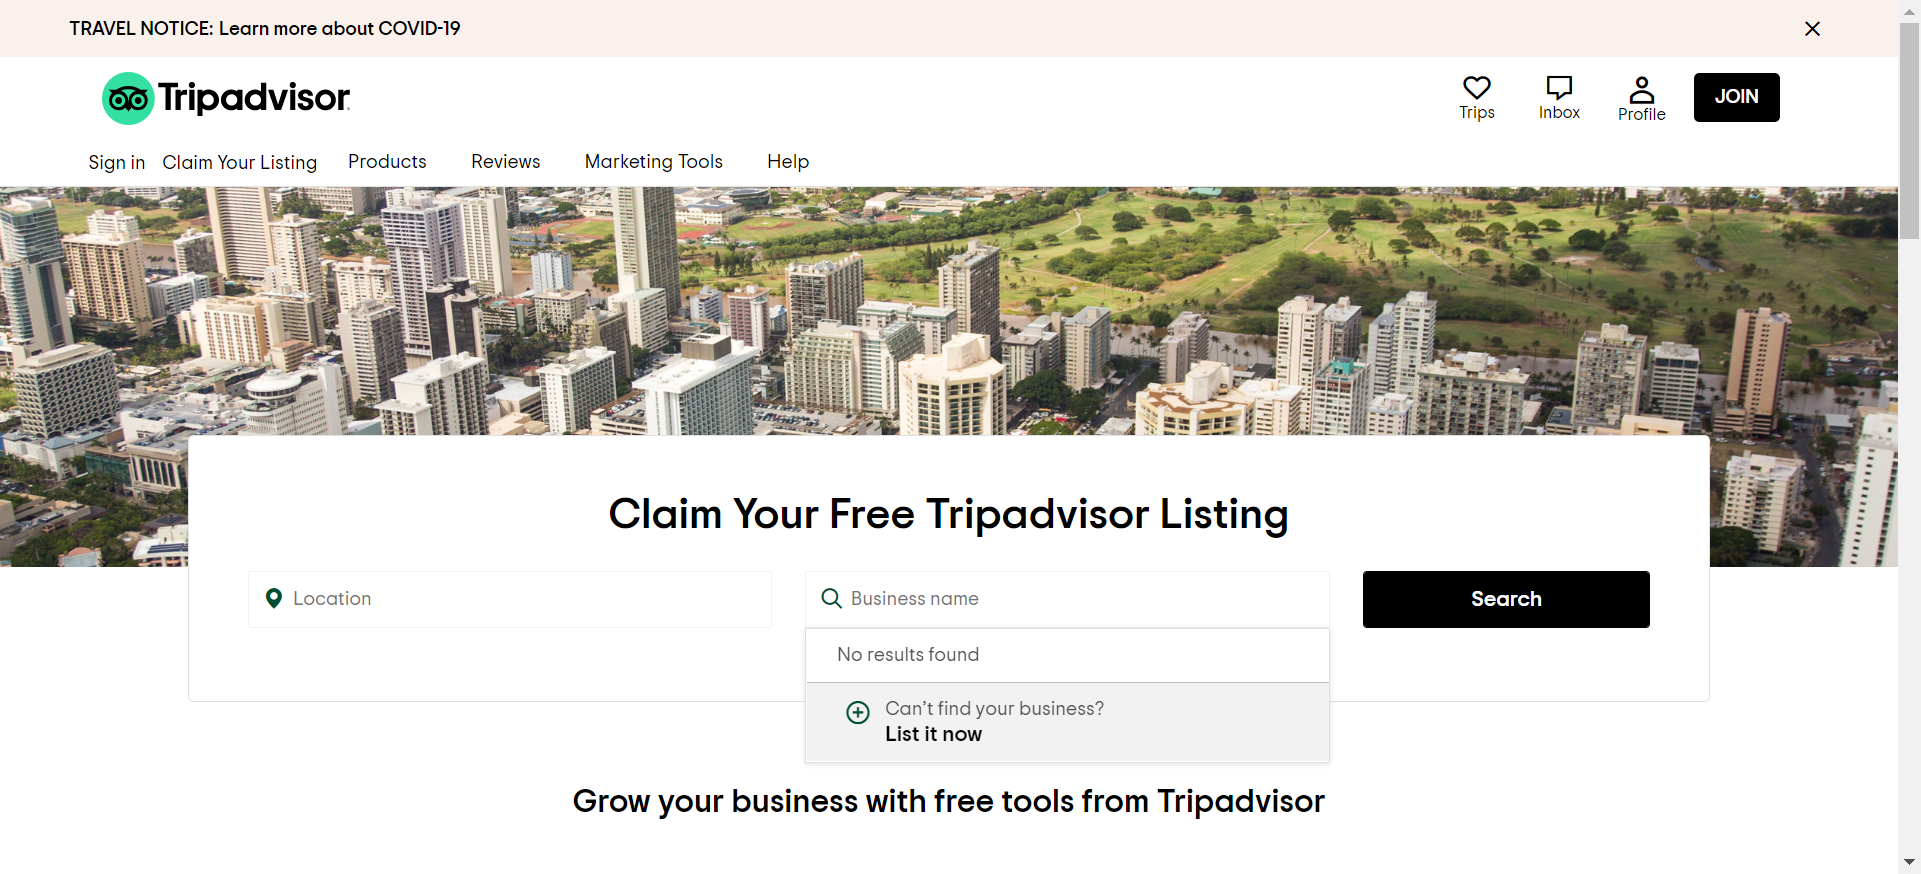 TRAVEL NOTICE: Learn more about COVID-19
Tripadvisor
Trips
Inbox
Profile
JOIN
Sign in
Claim Your Listing
Products
Reviews
Marketing Tools
Help
Claim Your Free Tripadvisor Listing
Location
Business name
Search
No results found
Can't find your business?
List it now
Grow your business with free tools from Tripadvisor